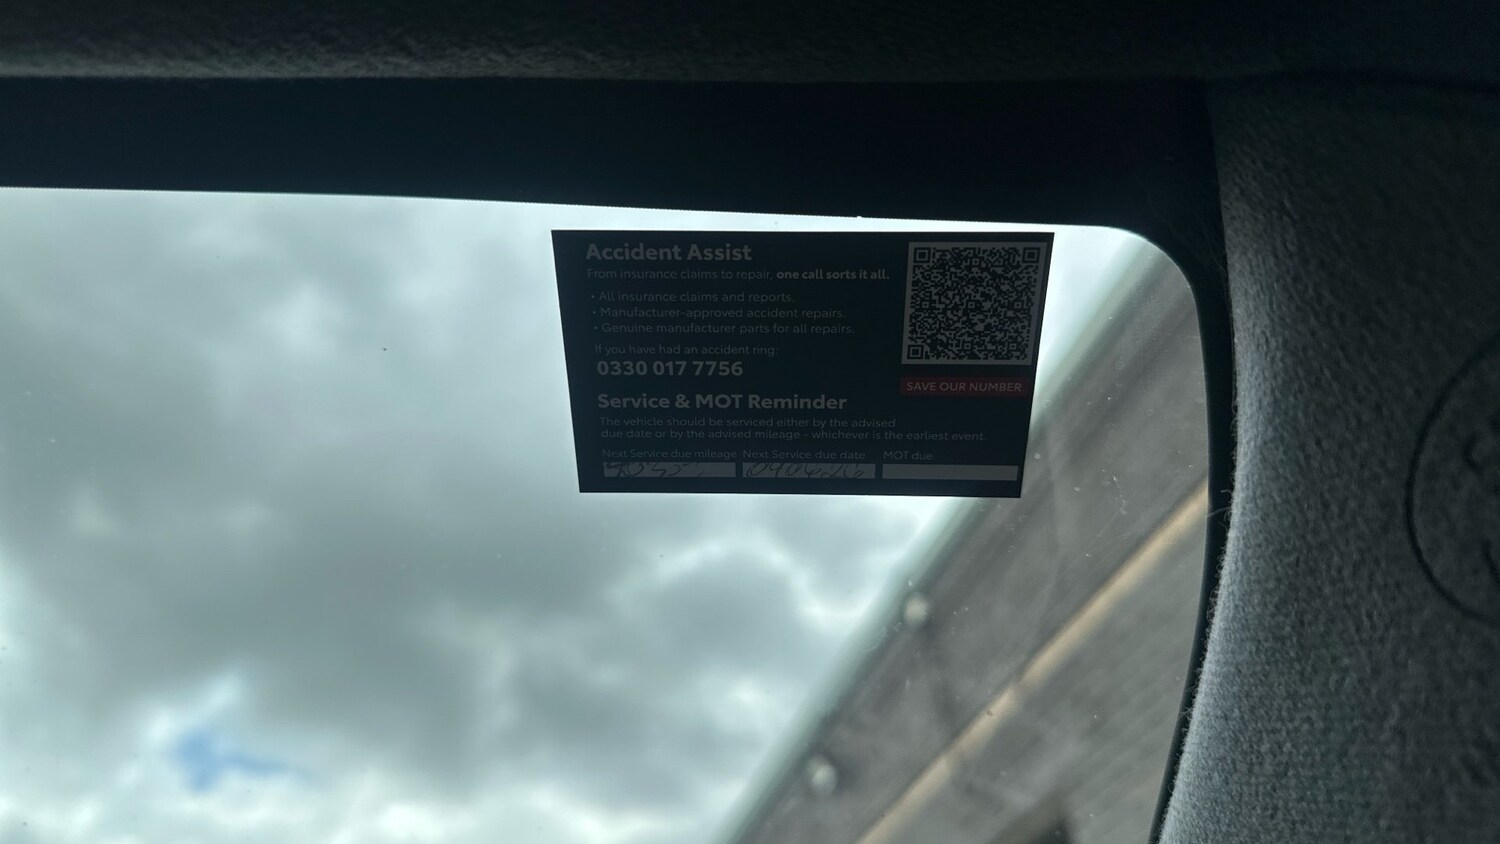 Accident Assist
From insurance claims to repair, one call sorts it all.
• All insurance claims and reports.
• Manufacturer-approved accident repairs.
• Genuine manufacturer parts for all repairs.
If you have had an accident ring:
0330 017 7756
SAVE OUR NUMBER
Service & MOT Reminder
The vehicle should be serviced either by the advised
due date or by the advised mileage - whichever is the earliest event.
Next Service due mileage Next Service due date MOT due